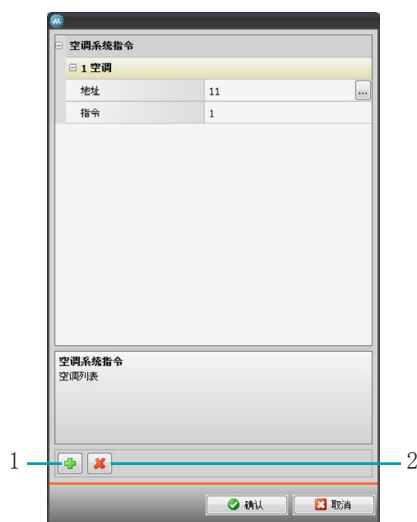 空调系统指令
1 空调
地址 11 ...
指令 1
空调系统指令
空调列表
1 2
确认 取消